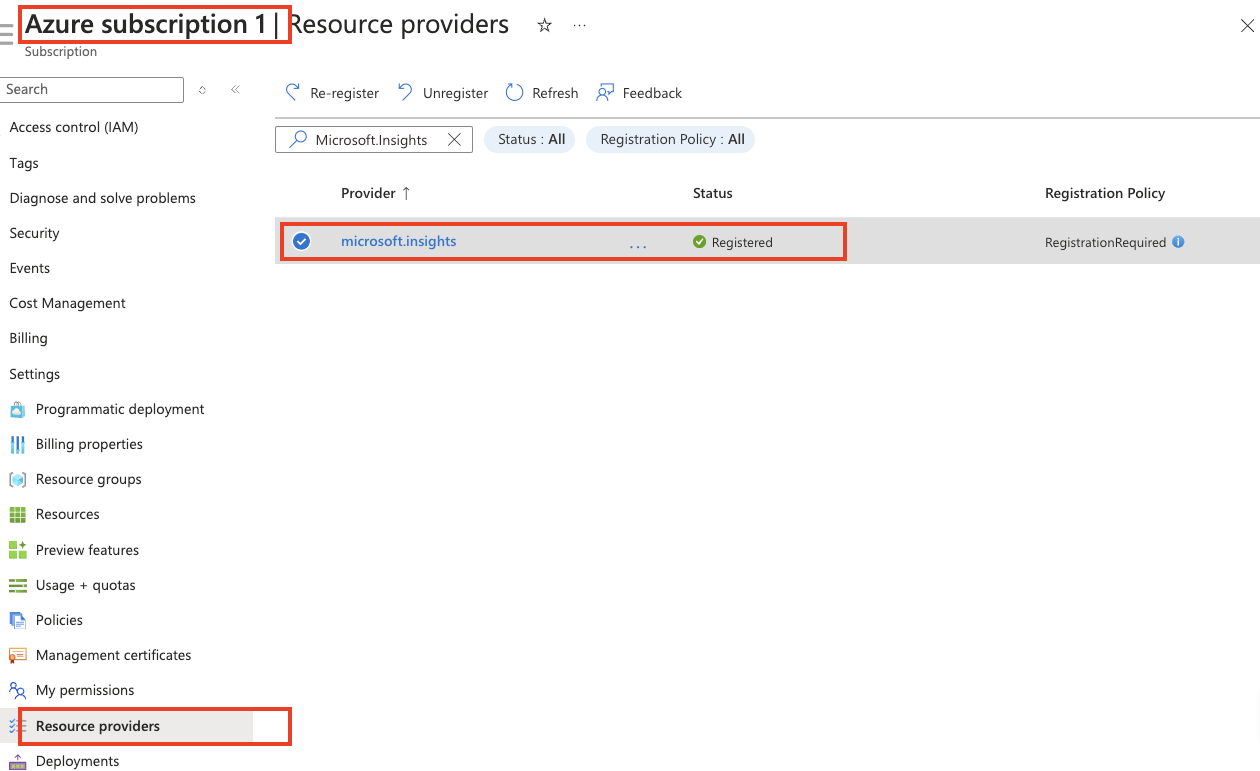 Azure subscription 1 | Resource providers
Subscription
Search
Re-register Unregister Refresh Feedback
Microsoft.Insights Status : All Registration Policy : All
Provider ↑ Status Registration Policy
microsoft.insights ... Registered RegistrationRequired
Access control (IAM)
Tags
Diagnose and solve problems
Security
Events
Cost Management
Billing
Settings
Programmatic deployment
Billing properties
Resource groups
Resources
Preview features
Usage + quotas
Policies
Management certificates
My permissions
Resource providers
Deployments